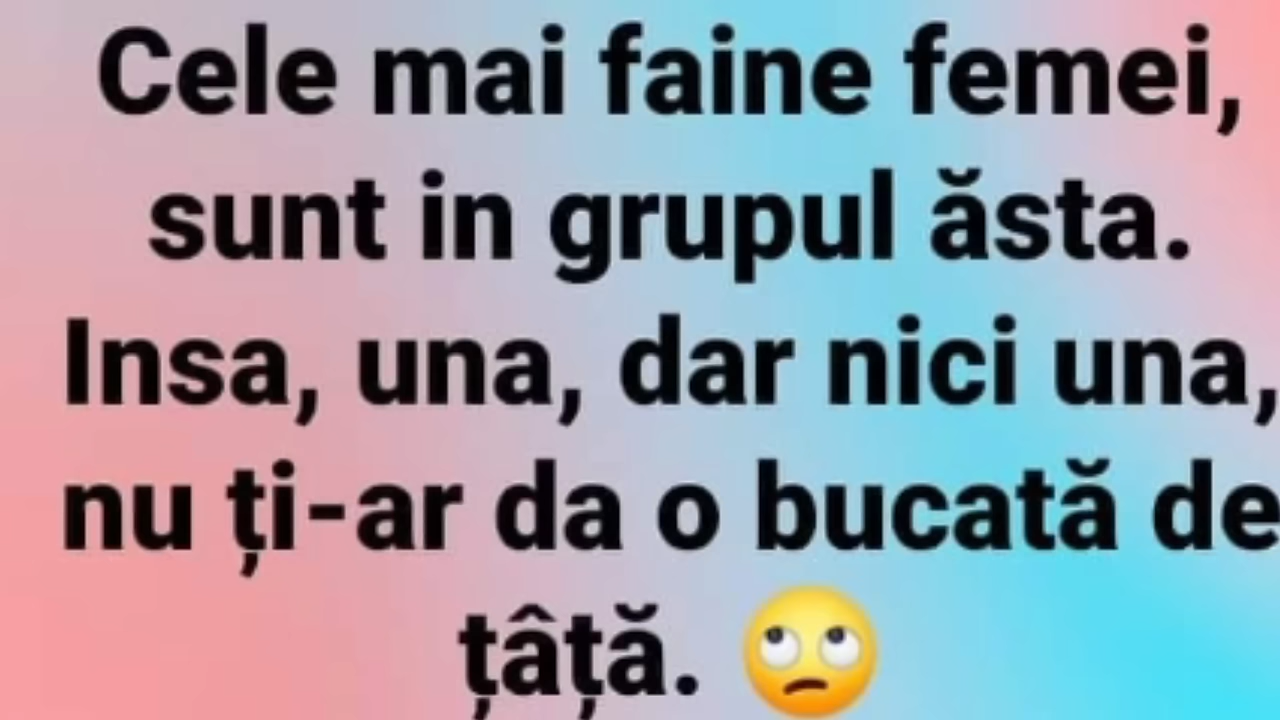 Cele mai faine femei,
sunt in grupul ăsta.
Insa, una, dar nici una,
nu ți-ar da o bucată de
țâță. 🙄